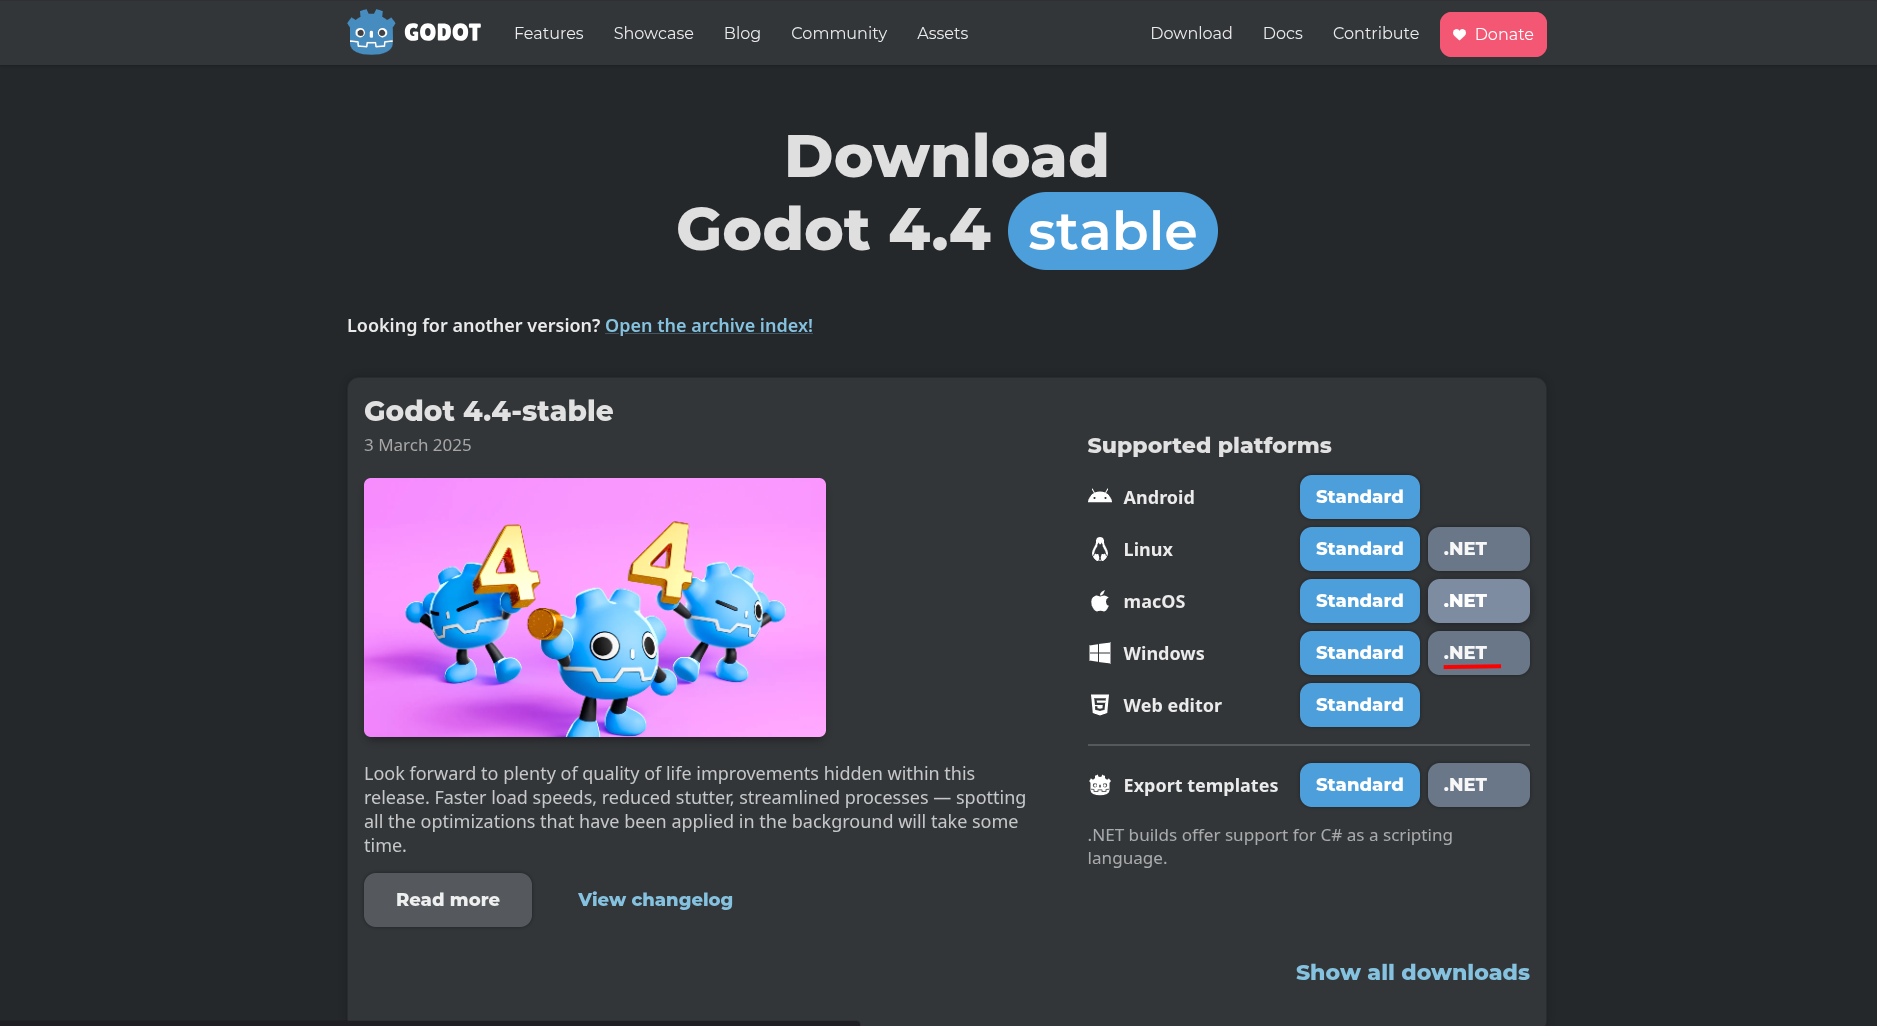 GODOT Features Showcase Blog Community Assets Download Docs Contribute Donate
Download
Godot 4.4 stable
Looking for another version? Open the archive index!
Godot 4.4-stable
3 March 2025
4 4
Look forward to plenty of quality of life improvements hidden within this
release. Faster load speeds, reduced stutter, streamlined processes — spotting
all the optimizations that have been applied in the background will take some
time.
Read more View changelog
Supported platforms
Android Standard
Linux Standard .NET
macOS Standard .NET
Windows Standard .NET
Web editor Standard
Export templates Standard .NET
.NET builds offer support for C# as a scripting
language.
Show all downloads